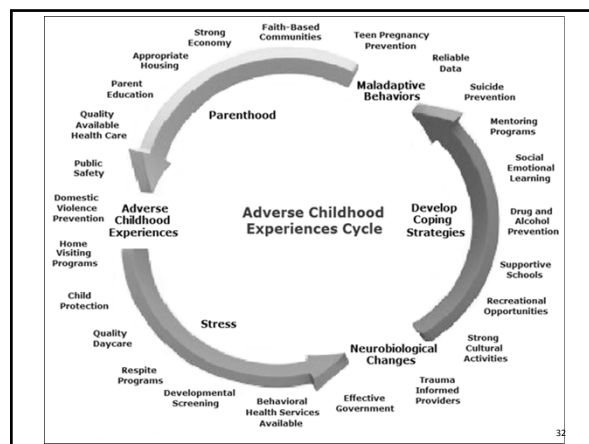 Faith-Based
Communities
Strong
Economy
Teen Pregnancy
Prevention
Appropriate
Housing
Reliable
Data
Maladaptive
Behaviors
Parent
Education
Suicide
Prevention
Parenthood
Quality
Available
Health Care
Mentoring
Programs
Public
Safety
Social
Emotional
Learning
Domestic
Violence
Prevention
Adverse
Childhood
Experiences
Adverse Childhood
Experiences Cycle
Develop
Coping
Strategies
Drug and
Alcohol
Prevention
Home
Visiting
Programs
Supportive
Schools
Child
Protection
Recreational
Opportunities
Stress
Quality
Daycare
Neurobiological
Changes
Strong
Cultural
Activities
Respite
Programs
Trauma
Informed
Providers
Developmental
Screening
Behavioral
Health Services
Available
Effective
Government
32